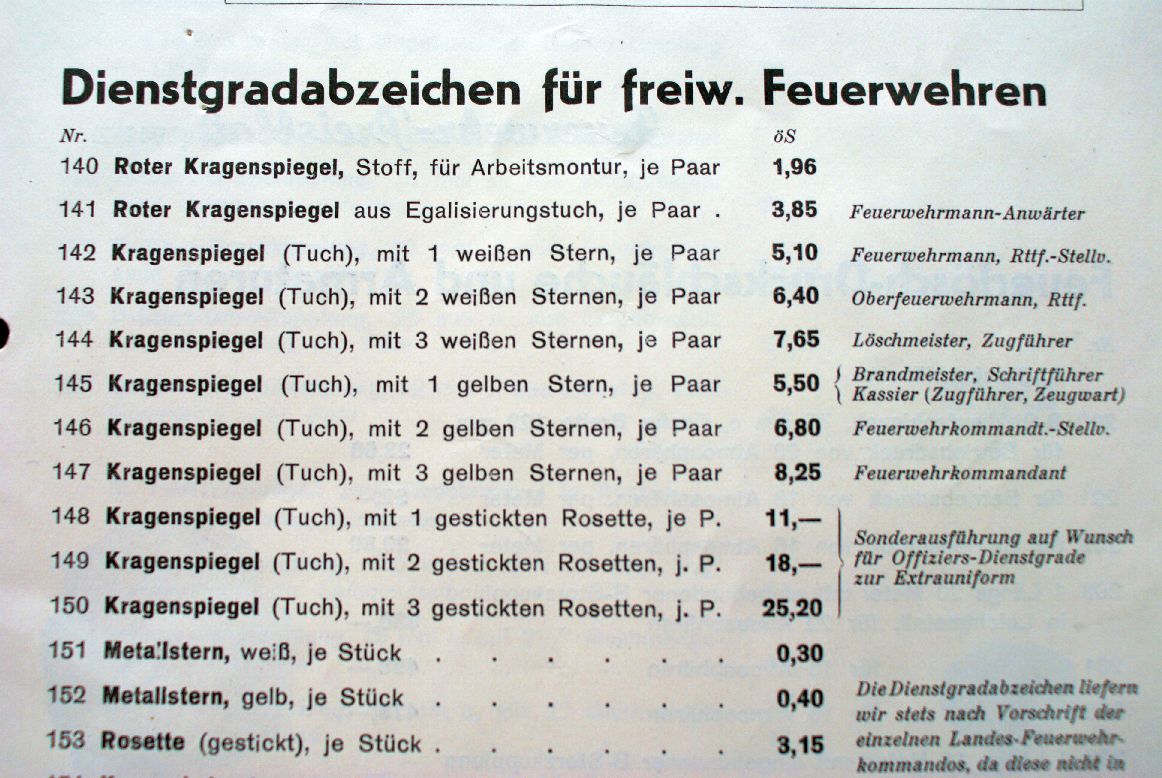 Dienstgradabzeichen für freiw. Feuerwehren
Nr. öS
140 Roter Kragenspiegel, Stoff, für Arbeitsmontur, je Paar 1,96
141 Roter Kragenspiegel aus Egalisierungstuch, je Paar . 3,85 Feuerwehrmann-Anwärter
142 Kragenspiegel (Tuch), mit 1 weißen Stern, je Paar 5,10 Feuerwehrmann, Rttf.-Stellv.
143 Kragenspiegel (Tuch), mit 2 weißen Sternen, je Paar 6,40 Oberfeuerwehrmann, Rttf.
144 Kragenspiegel (Tuch), mit 3 weißen Sternen, je Paar 7,65 Löschmeister, Zugführer
145 Kragenspiegel (Tuch), mit 1 gelben Stern, je Paar 5,50 Brandmeister, Schriftführer
Kassier (Zugführer, Zeugwart)
146 Kragenspiegel (Tuch), mit 2 gelben Sternen, je Paar 6,80 Feuerwehrkommandt.-Stellv.
147 Kragenspiegel (Tuch), mit 3 gelben Sternen, je Paar 8,25 Feuerwehrkommandant
148 Kragenspiegel (Tuch), mit 1 gestickten Rosette, je P. 11,—
149 Kragenspiegel (Tuch), mit 2 gestickten Rosetten, j. P. 18,—
150 Kragenspiegel (Tuch), mit 3 gestickten Rosetten, j. P. 25,20
Sonderausführung auf Wunsch
für Offiziers-Dienstgrade
zur Extrauniform
151 Metallstern, weiß, je Stück . . . . . . 0,30
152 Metallstern, gelb, je Stück . . . . . . 0,40
153 Rosette (gestickt), je Stück . . . . . . 3,15
Die Dienstgradabzeichen liefern
wir stets nach Vorschrift der
einzelnen Landes-Feuerwehr-
kommandos, da diese nicht in